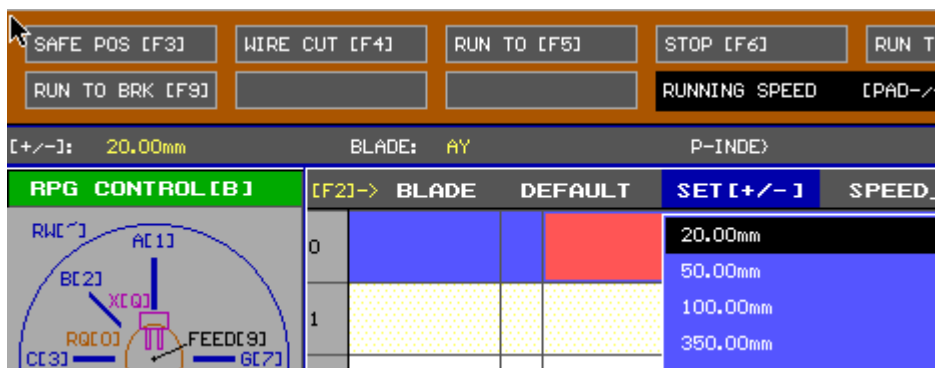 SAFE POS [F3] WIRE CUT [F4] RUN TO [F5] STOP [F6] RUN T
RUN TO BRK [F9] RUNNING SPEED [PAD-/
[+/-]: 20.00mm BLADE: AY P-INDE>
RPG CONTROL[B] [F2]-> BLADE DEFAULT SET[+/-] SPEED_
RW[~] A[1] 0 20.00mm
B[2] 50.00mm
X[Q] 100.00mm
1
RQ[0] FEED[9] 350.00mm
C[3] G[7]